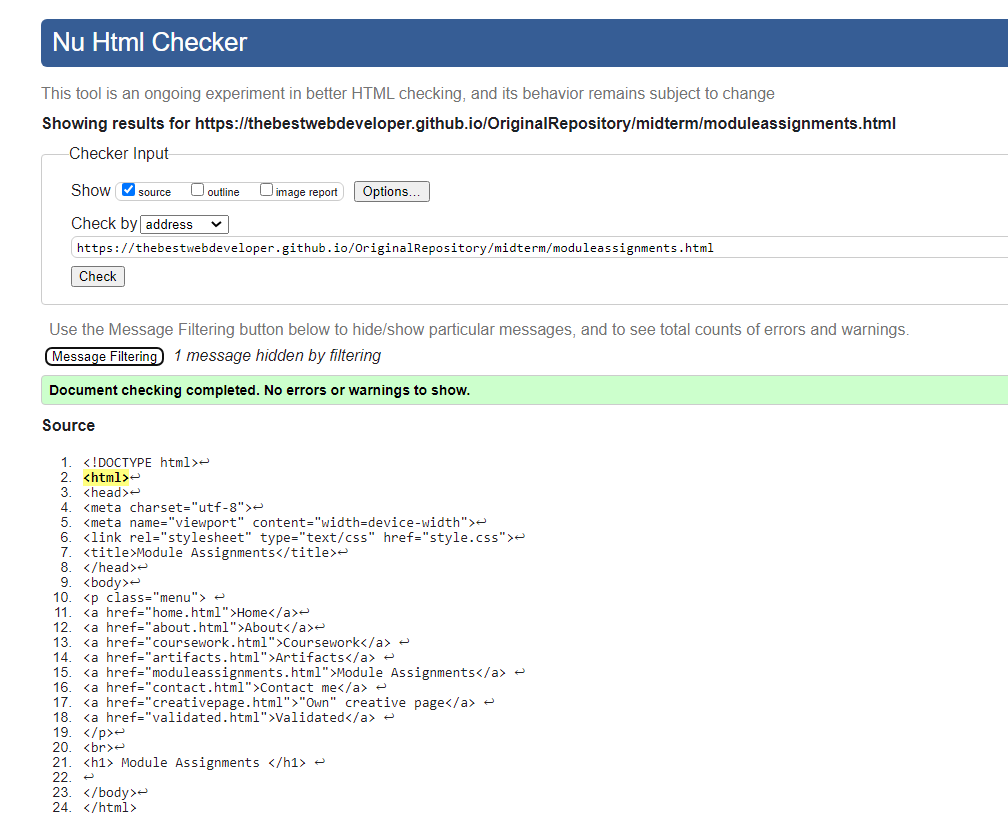 Nu Html Checker
This tool is an ongoing experiment in better HTML checking, and its behavior remains subject to change
Showing results for https://thebestwebdeveloper.github.io/OriginalRepository/midterm/moduleassignments.html
Checker Input
Show source outline image report Options...
Check by address
https://thebestwebdeveloper.github.io/OriginalRepository/midterm/moduleassignments.html
Check
Use the Message Filtering button below to hide/show particular messages, and to see total counts of errors and warnings.
Message Filtering 1 message hidden by filtering
Document checking completed. No errors or warnings to show.
Source
1. <!DOCTYPE html>↩
2. <html>↩
3. <head>↩
4. <meta charset="utf-8">↩
5. <meta name="viewport" content="width=device-width">↩
6. <link rel="stylesheet" type="text/css" href="style.css">↩
7. <title>Module Assignments</title>↩
8. </head>↩
9. <body>↩
10. <p class="menu"> ↩
11. <a href="home.html">Home</a>↩
12. <a href="about.html">About</a>↩
13. <a href="coursework.html">Coursework</a> ↩
14. <a href="artifacts.html">Artifacts</a> ↩
15. <a href="moduleassignments.html">Module Assignments</a> ↩
16. <a href="contact.html">Contact me</a> ↩
17. <a href="creativepage.html">"Own" creative page</a> ↩
18. <a href="validated.html">Validated</a> ↩
19. </p>↩
20. <br>↩
21. <h1> Module Assignments </h1> ↩
22. ↩
23. </body>↩
24. </html>